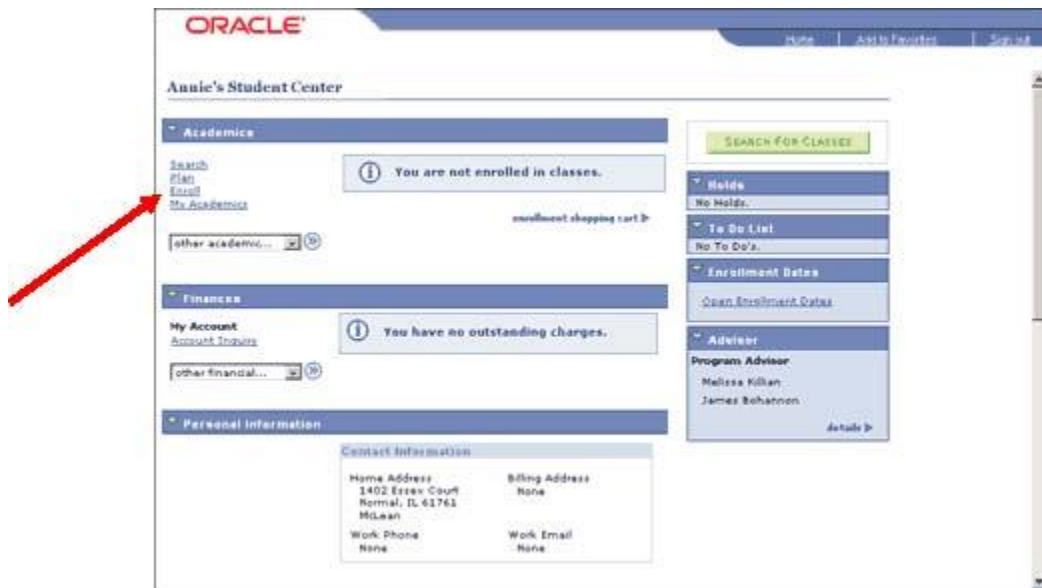 ORACLE'
Home | Add to Favorites | Sign out
Annie's Student Center
Academics
Search
Plan
Enroll
My Academics
You are not enrolled in classes.
enrollment shopping cart
other academic...
Finances
My Account
Account Inquiry
You have no outstanding charges.
other financial...
Personal Information
Contact Information
Home Address
1402 Essex Court
Normal, IL 61761
McLean
Billing Address
None
Work Phone
None
Work Email
None
SEARCH FOR CLASSES
Holds
No Holds.
To Do List
No To Do's.
Enrollment Dates
Open Enrollment Dates
Advisor
Program Advisor
Melissa Killian
James Bohannon
details